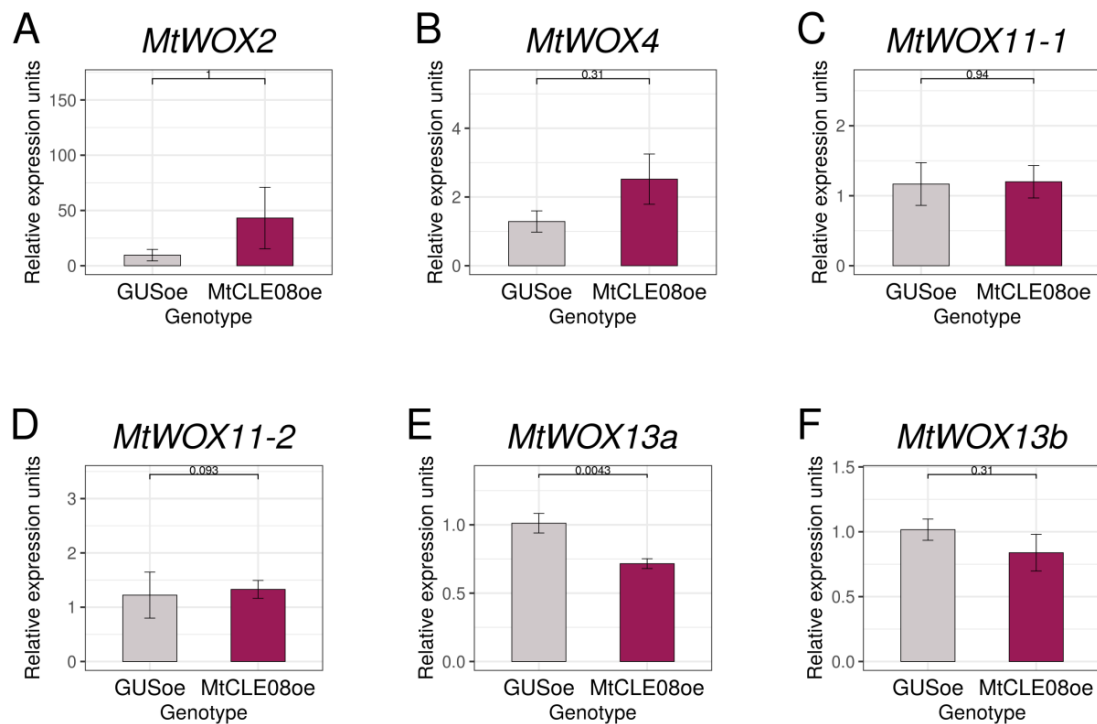 A
MtWOX2
Relative expression units
150
100
50
0
1
GUSoe MtCLE08oe
Genotype
B
MtWOX4
Relative expression units
4
2
0
0.31
GUSoe MtCLE08oe
Genotype
C
MtWOX11-1
Relative expression units
2
1
0
0.94
GUSoe MtCLE08oe
Genotype
D
MtWOX11-2
Relative expression units
3
2
1
0
0.093
GUSoe MtCLE08oe
Genotype
E
MtWOX13a
Relative expression units
1.0
0.5
0.0
0.0043
GUSoe MtCLE08oe
Genotype
F
MtWOX13b
Relative expression units
1.5
1.0
0.5
0.0
0.31
GUSoe MtCLE08oe
Genotype